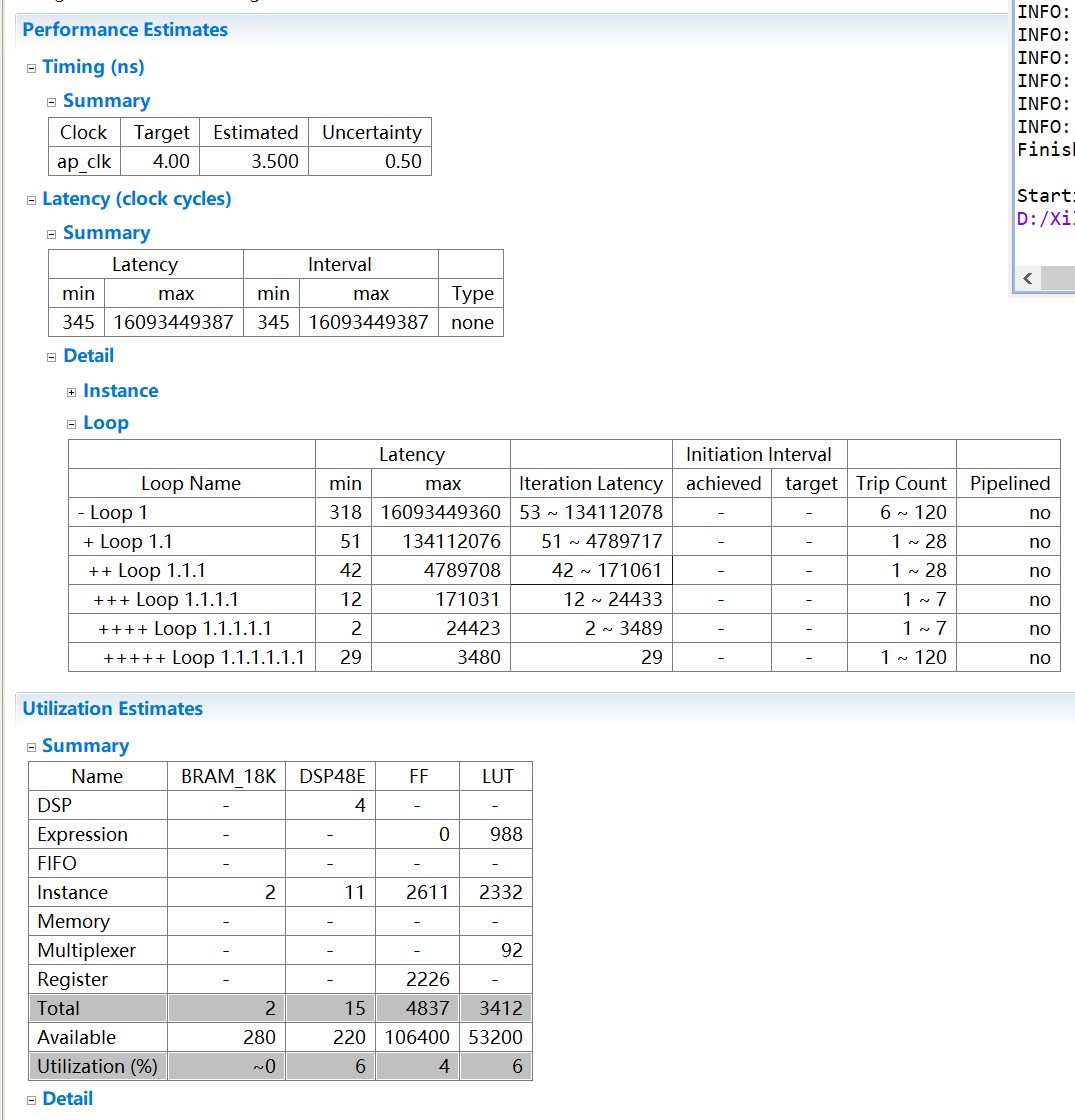 Performance Estimates
Timing (ns)
Summary
Clock Target Estimated Uncertainty
ap_clk 4.00 3.500 0.50
Latency (clock cycles)
Summary
Latency Interval
min max min max Type
345 16093449387 345 16093449387 none
Detail
Instance
Loop
Latency Initiation Interval
Loop Name min max Iteration Latency achieved target Trip Count Pipelined
- Loop 1 318 16093449360 53 ~ 134112078 - - 6 ~ 120 no
+ Loop 1.1 51 134112076 51 ~ 4789717 - - 1 ~ 28 no
++ Loop 1.1.1 42 4789708 42 ~ 171061 - - 1 ~ 28 no
+++ Loop 1.1.1.1 12 171031 12 ~ 24433 - - 1 ~ 7 no
++++ Loop 1.1.1.1.1 2 24423 2 ~ 3489 - - 1 ~ 7 no
+++++ Loop 1.1.1.1.1.1 29 3480 29 - - 1 ~ 120 no
Utilization Estimates
Summary
Name BRAM_18K DSP48E FF LUT
DSP - 4 - -
Expression - - 0 988
FIFO - - - -
Instance 2 11 2611 2332
Memory - - - -
Multiplexer - - - 92
Register - - 2226 -
Total 2 15 4837 3412
Available 280 220 106400 53200
Utilization (%) ~0 6 4 6
Detail
INFO:
INFO:
INFO:
INFO:
INFO:
INFO:
Finish
Start
D:/Xi